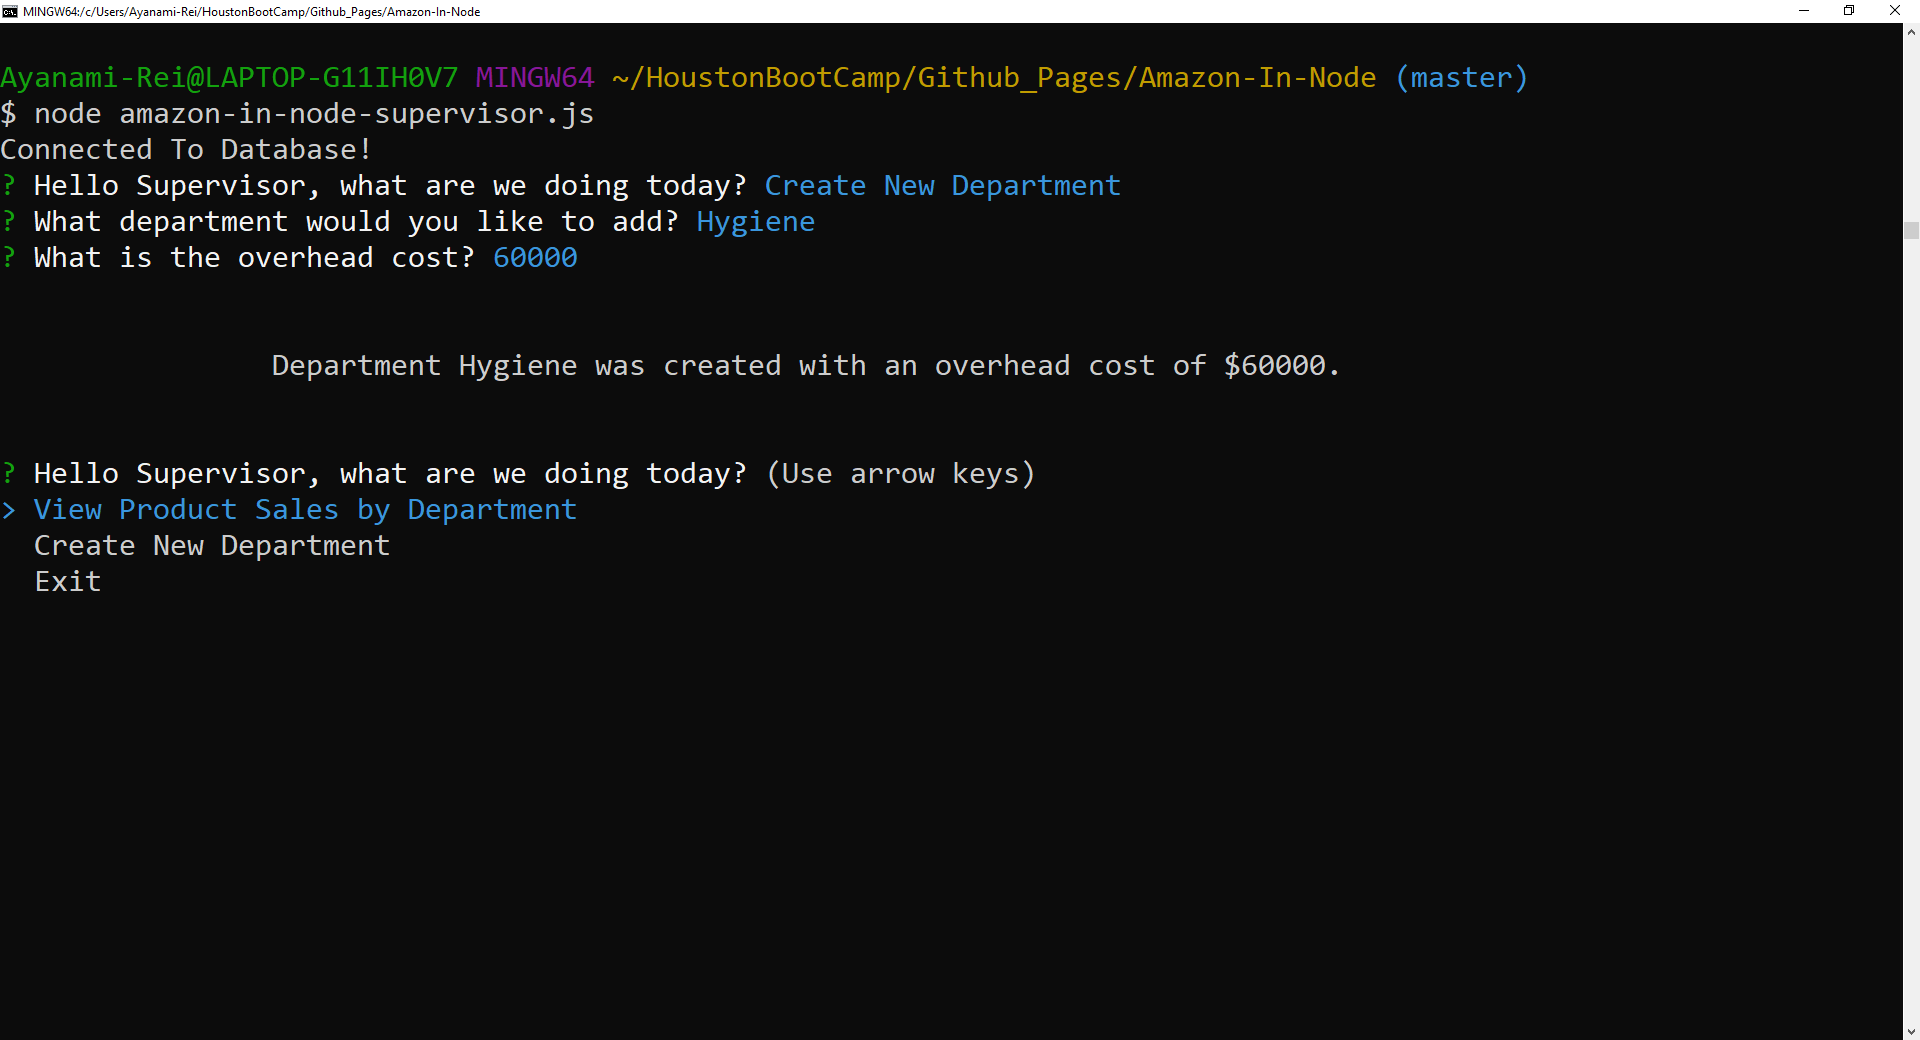 MINGW64:/c/Users/Ayanami-Rei/HoustonBootCamp/Github_Pages/Amazon-In-Node
Ayanami-Rei@LAPTOP-G11IH0V7 MINGW64 ~/HoustonBootCamp/Github_Pages/Amazon-In-Node (master)
$ node amazon-in-node-supervisor.js
Connected To Database!
? Hello Supervisor, what are we doing today? Create New Department
? What department would you like to add? Hygiene
? What is the overhead cost? 60000
Department Hygiene was created with an overhead cost of $60000.
? Hello Supervisor, what are we doing today? (Use arrow keys)
> View Product Sales by Department
Create New Department
Exit